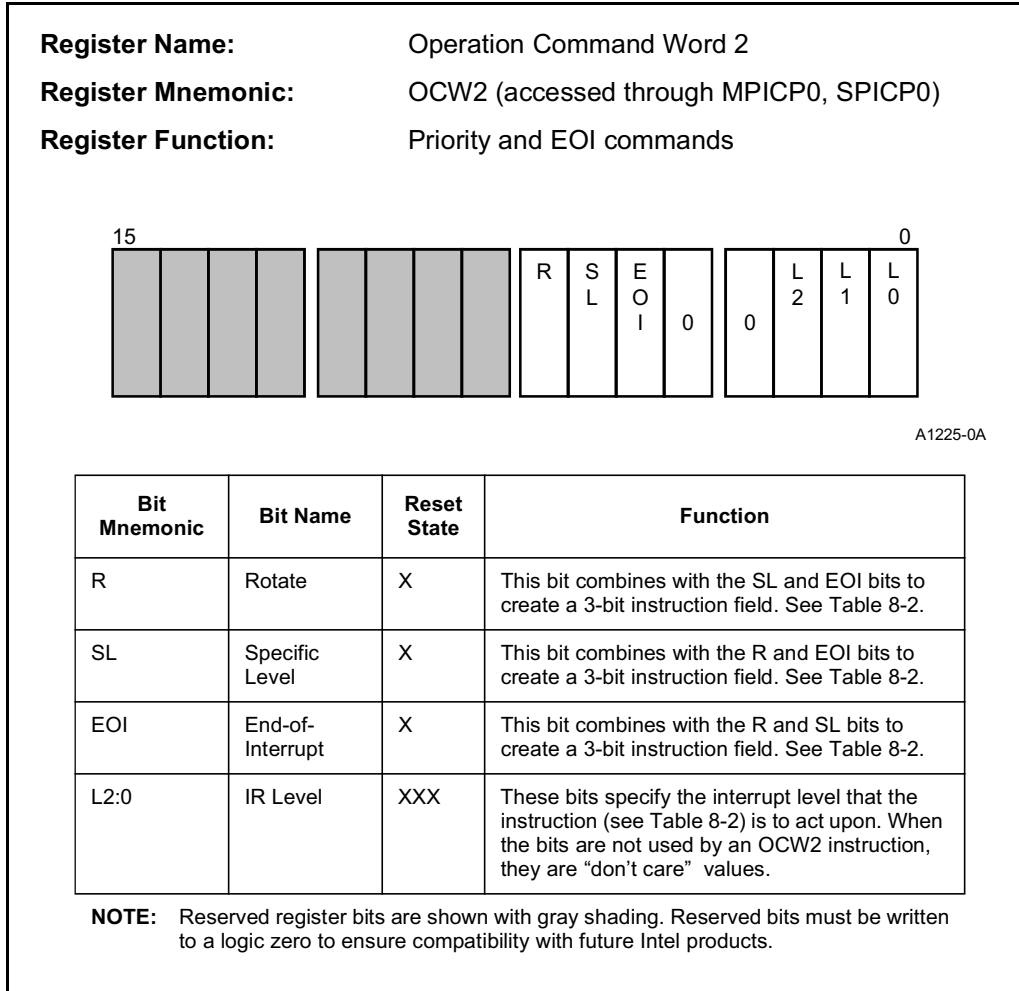 Register Name: Operation Command Word 2
Register Mnemonic: OCW2 (accessed through MPICP0, SPICP0)
Register Function: Priority and EOI commands
15 0
R SL EOI 0 0 L2 L1 L0
A1225-0A
Bit Mnemonic Bit Name Reset State Function
R Rotate X This bit combines with the SL and EOI bits to
create a 3-bit instruction field. See Table 8-2.
SL Specific Level X This bit combines with the R and EOI bits to
create a 3-bit instruction field. See Table 8-2.
EOI End-of-Interrupt X This bit combines with the R and SL bits to
create a 3-bit instruction field. See Table 8-2.
L2:0 IR Level XXX These bits specify the interrupt level that the
instruction (see Table 8-2) is to act upon. When
the bits are not used by an OCW2 instruction,
they are “don’t care” values.
NOTE: Reserved register bits are shown with gray shading. Reserved bits must be written
to a logic zero to ensure compatibility with future Intel products.